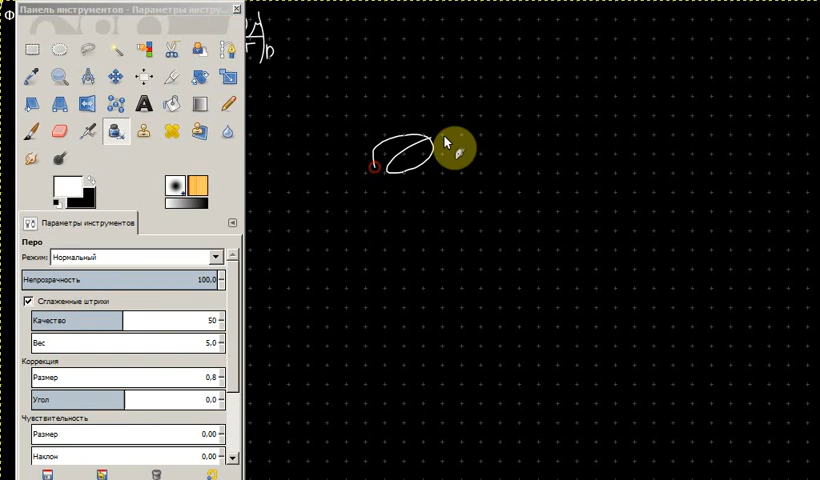 Ф
Панель инструментов - Параметры инстру...
Параметры инструментов
Перо
Режим: Нормальный
Непрозрачность 100,0
Сглаженные штрихи
Качество 50
Вес 5,0
Коррекция
Размер 0,8
Угол 0,0
Чувствительность
Размер 0,00
Наклон 0,00